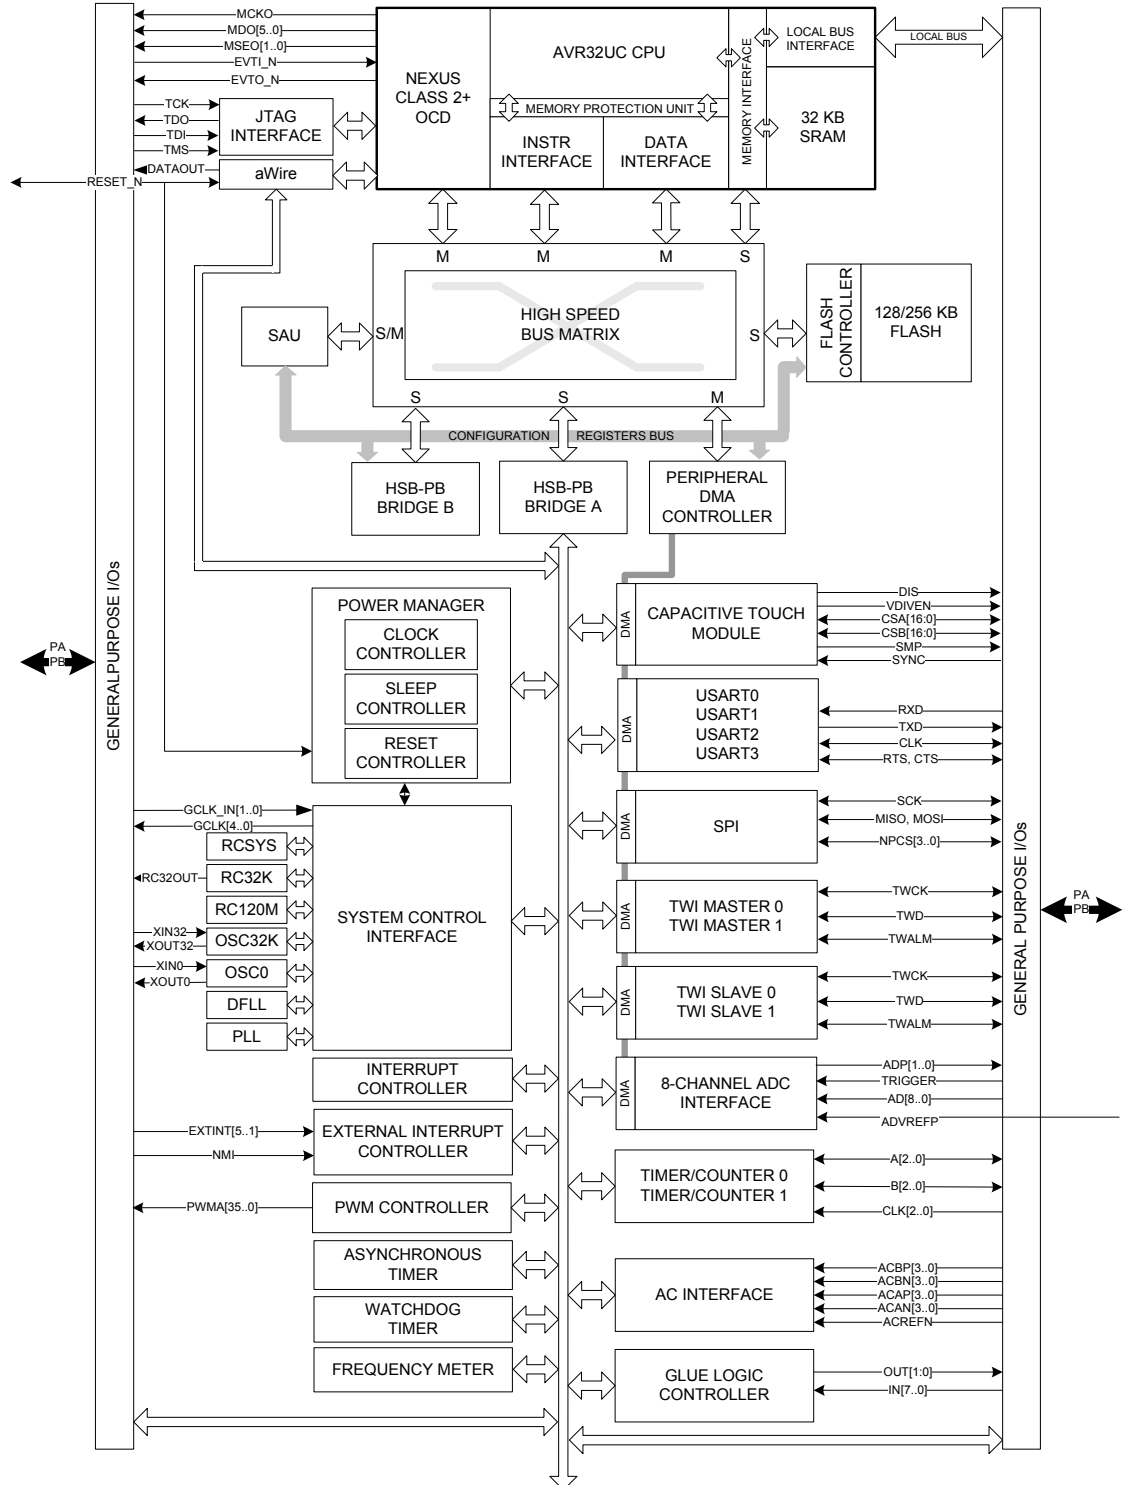 MCKO
MDO[5..0]
MSEO[1..0]
EVTI_N
EVTO_N
TCK
TDO
TDI
TMS
JTAG
INTERFACE
DATAOUT
RESET_N
aWire
NEXUS
CLASS 2+
OCD
AVR32UC CPU
MEMORY PROTECTION UNIT
INSTR
INTERFACE
DATA
INTERFACE
MEMORY INTERFACE
LOCAL BUS
INTERFACE
32 KB
SRAM
LOCAL BUS
M
M
M
S
HIGH SPEED
BUS MATRIX
SAU
S/M
S
FLASH
CONTROLLER
128/256 KB
FLASH
S
S
M
CONFIGURATION REGISTERS BUS
HSB-PB
BRIDGE B
HSB-PB
BRIDGE A
PERIPHERAL
DMA
CONTROLLER
GENERALPURPOSE I/Os
PA
PB
POWER MANAGER
CLOCK
CONTROLLER
SLEEP
CONTROLLER
RESET
CONTROLLER
GCLK_IN[1..0]
GCLK[4..0]
RCSYS
RC32OUT
RC32K
RC120M
XIN32
XOUT32
OSC32K
XIN0
XOUT0
OSC0
DFLL
PLL
SYSTEM CONTROL
INTERFACE
INTERRUPT
CONTROLLER
EXTINT[5..1]
NMI
EXTERNAL INTERRUPT
CONTROLLER
PWMA[35..0]
PWM CONTROLLER
ASYNCHRONOUS
TIMER
WATCHDOG
TIMER
FREQUENCY METER
DMA
CAPACITIVE TOUCH
MODULE
DIS
VDIVEN
CSA[16:0]
CSB[16:0]
SMP
SYNC
DMA
USART0
USART1
USART2
USART3
RXD
TXD
CLK
RTS, CTS
DMA
SPI
SCK
MISO, MOSI
NPCS[3..0]
DMA
TWI MASTER 0
TWI MASTER 1
TWCK
TWD
TWALM
DMA
TWI SLAVE 0
TWI SLAVE 1
TWCK
TWD
TWALM
DMA
8-CHANNEL ADC
INTERFACE
ADP[1..0]
TRIGGER
AD[8..0]
ADVREFP
TIMER/COUNTER 0
TIMER/COUNTER 1
A[2..0]
B[2..0]
CLK[2..0]
AC INTERFACE
ACBP[3..0]
ACBN[3..0]
ACAP[3..0]
ACAN[3..0]
ACREFN
GLUE LOGIC
CONTROLLER
OUT[1:0]
IN[7..0]
GENERAL PURPOSE I/Os
PA
PB